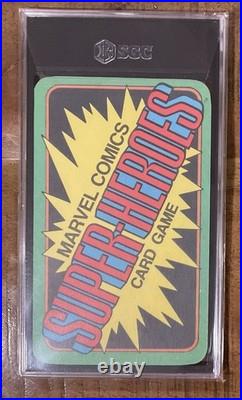 SGC
MARVEL COMICS
SUPER-HEROES
CARD GAME